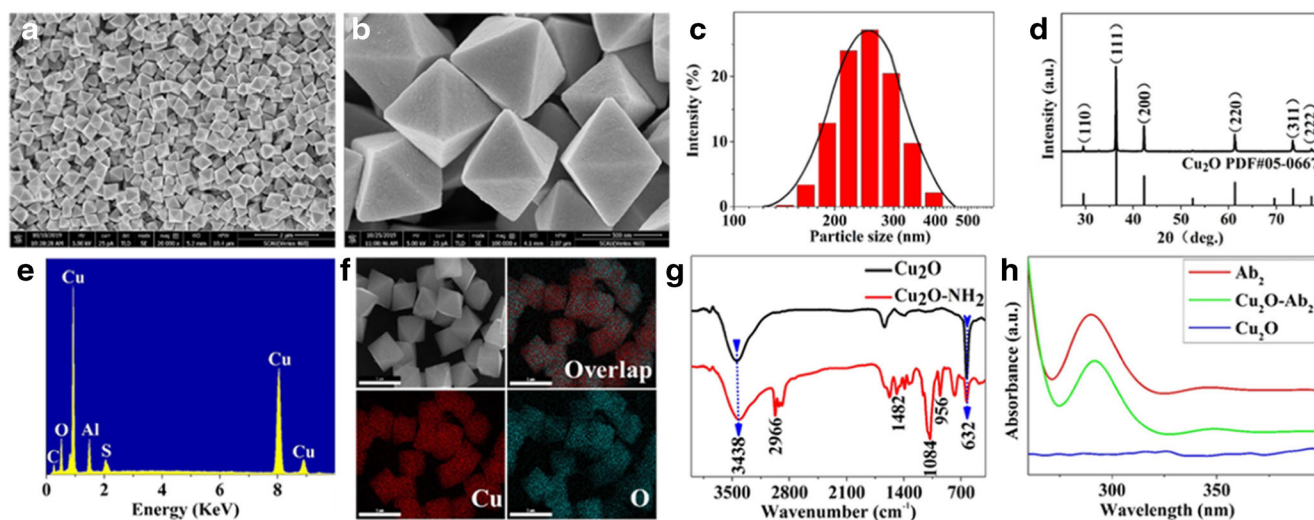 a
b
c
Intensity (%)
20
10
0
100
200
300
400
500
Particle size (nm)
d
Intensity (a.u.)
(110)
(111)
(200)
(220)
(311)
(222)
Cu₂O PDF#05-0667
30
40
50
60
70
2θ (deg.)
e
Cu
O
C
Al
S
Cu
Cu
0
2
4
6
8
Energy (KeV)
f
Overlap
Cu
O
g
Cu₂O
Cu₂O-NH₂
3438
2966
1482
1084
956
632
3500
2800
2100
1400
700
Wavenumber (cm⁻¹)
h
Absorbance (a.u.)
Ab₂
Cu₂O-Ab₂
Cu₂O
300
350
Wavelength (nm)